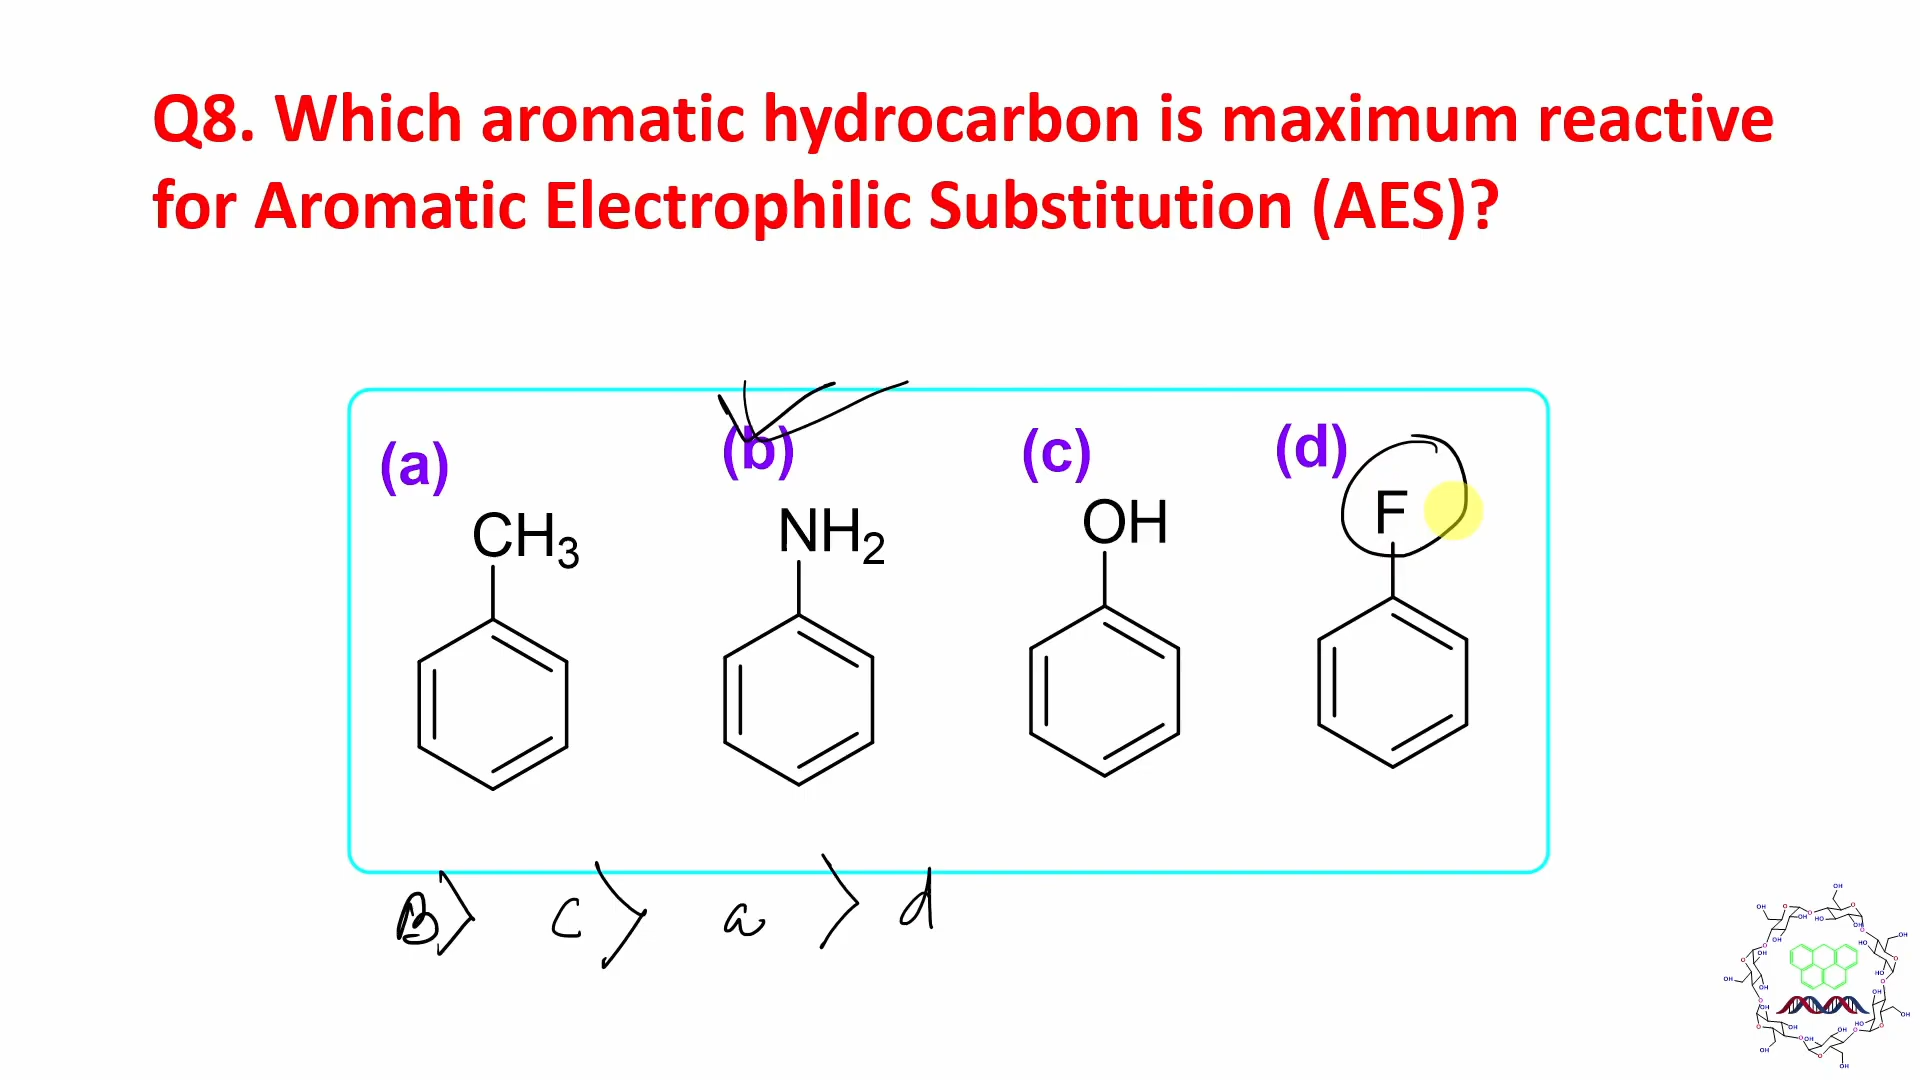 Q8. Which aromatic hydrocarbon is maximum reactive
for Aromatic Electrophilic Substitution (AES)?
(a) (b) (c) (d)
CH3 NH2 OH F
B > c > a > d